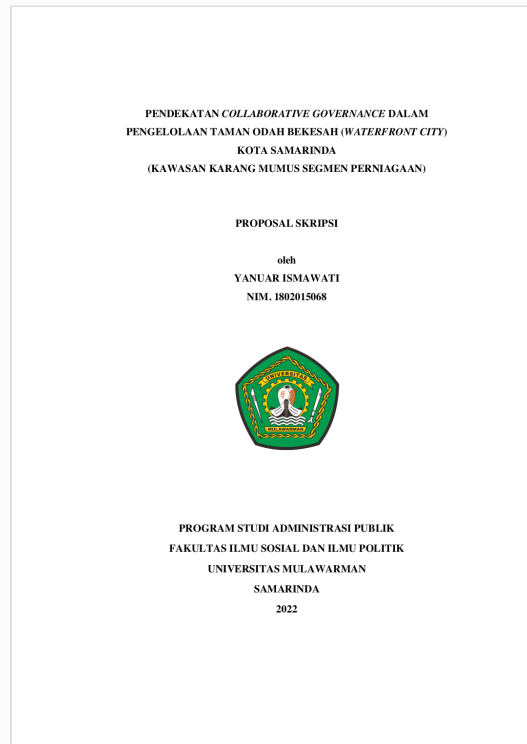 PENDEKATAN COLLABORATIVE GOVERNANCE DALAM
PENGELOLAAN TAMAN ODAH BEKESAH (WATERFRONT CITY)
KOTA SAMARINDA
(KAWASAN KARANG MUMUS SEGMEN PERNIAGAAN)
PROPOSAL SKRIPSI
oleh
YANUAR ISMAWATI
NIM. 1802015068
UNIVERSITAS
MULAWARMAN
PROGRAM STUDI ADMINISTRASI PUBLIK
FAKULTAS ILMU SOSIAL DAN ILMU POLITIK
UNIVERSITAS MULAWARMAN
SAMARINDA
2022